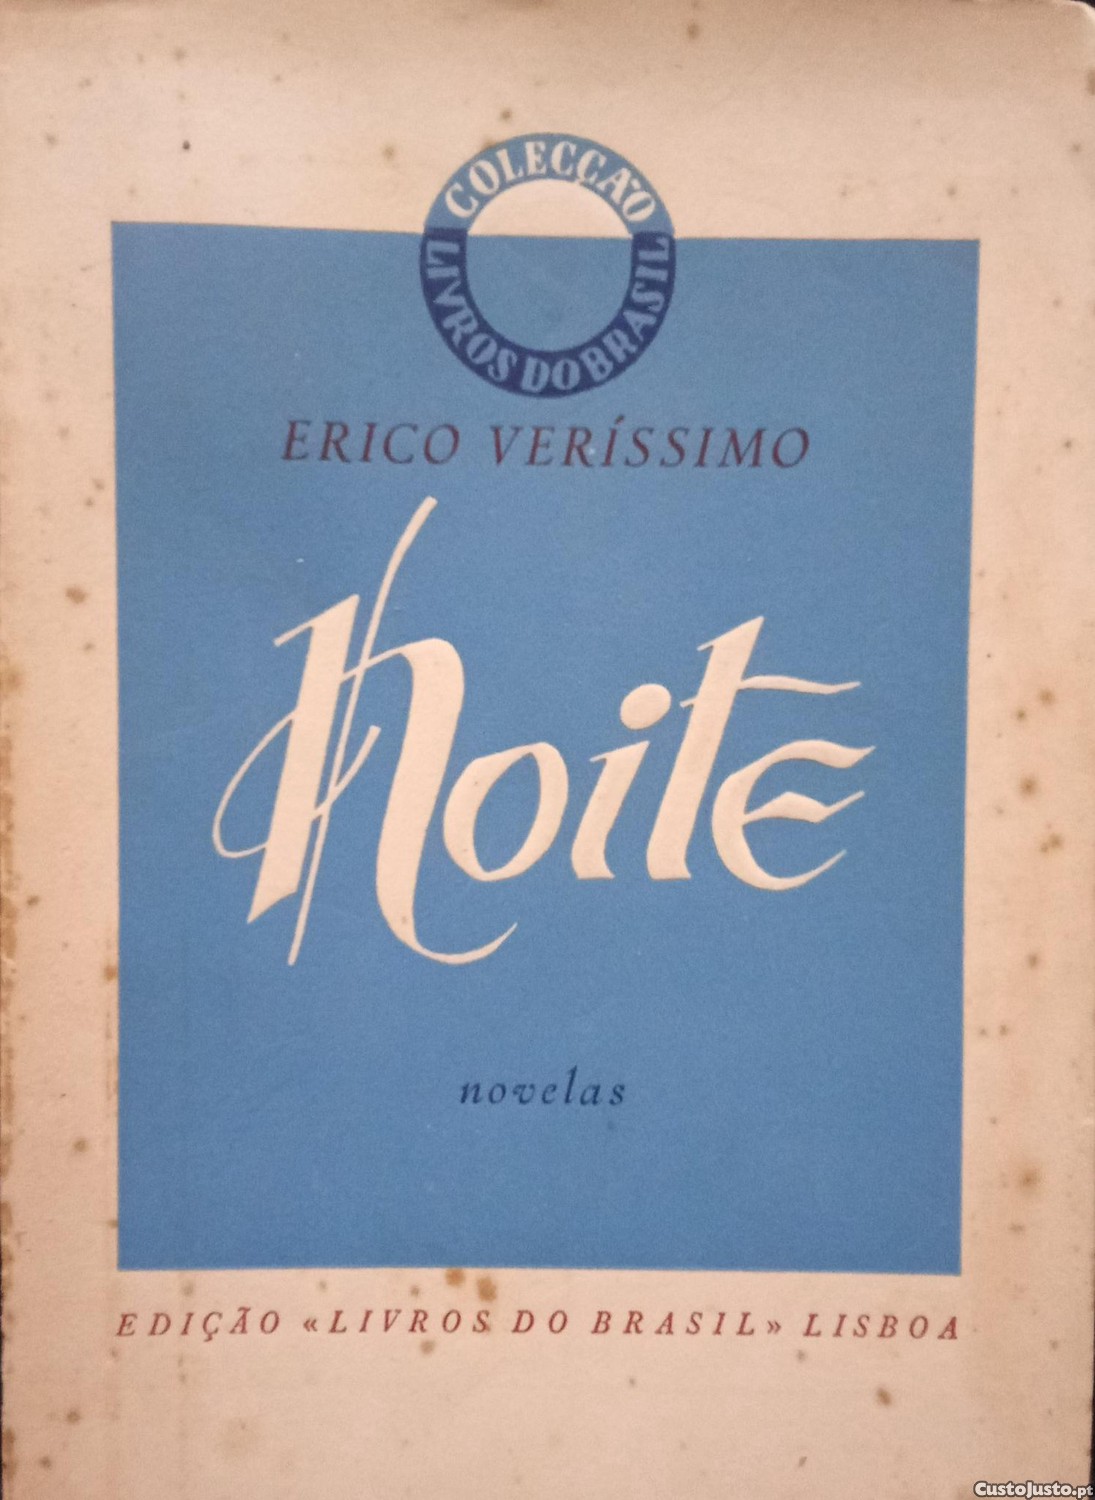 COLECÇÃO
LIVROS DO BRASIL
ERICO VERÍSSIMO
Noite
novelas
EDIÇÃO «LIVROS DO BRASIL» LISBOA
CustoJusto.pt